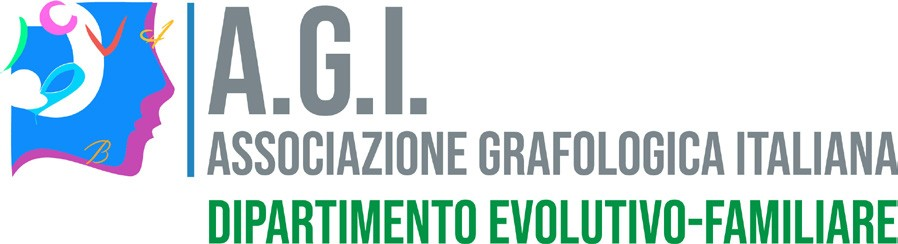 A.G.I.
ASSOCIAZIONE GRAFOLOGICA ITALIANA
DIPARTIMENTO EVOLUTIVO-FAMILIARE
B